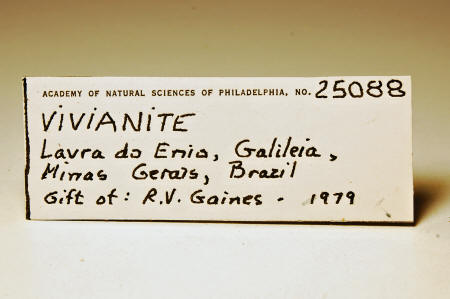 ACADEMY OF NATURAL SCIENCES OF PHILADELPHIA, NO. 25088
VIVIANITE
Lavra do Enio, Galileia,
Minas Gerais, Brazil
Gift of: R.V. Gaines - 1979